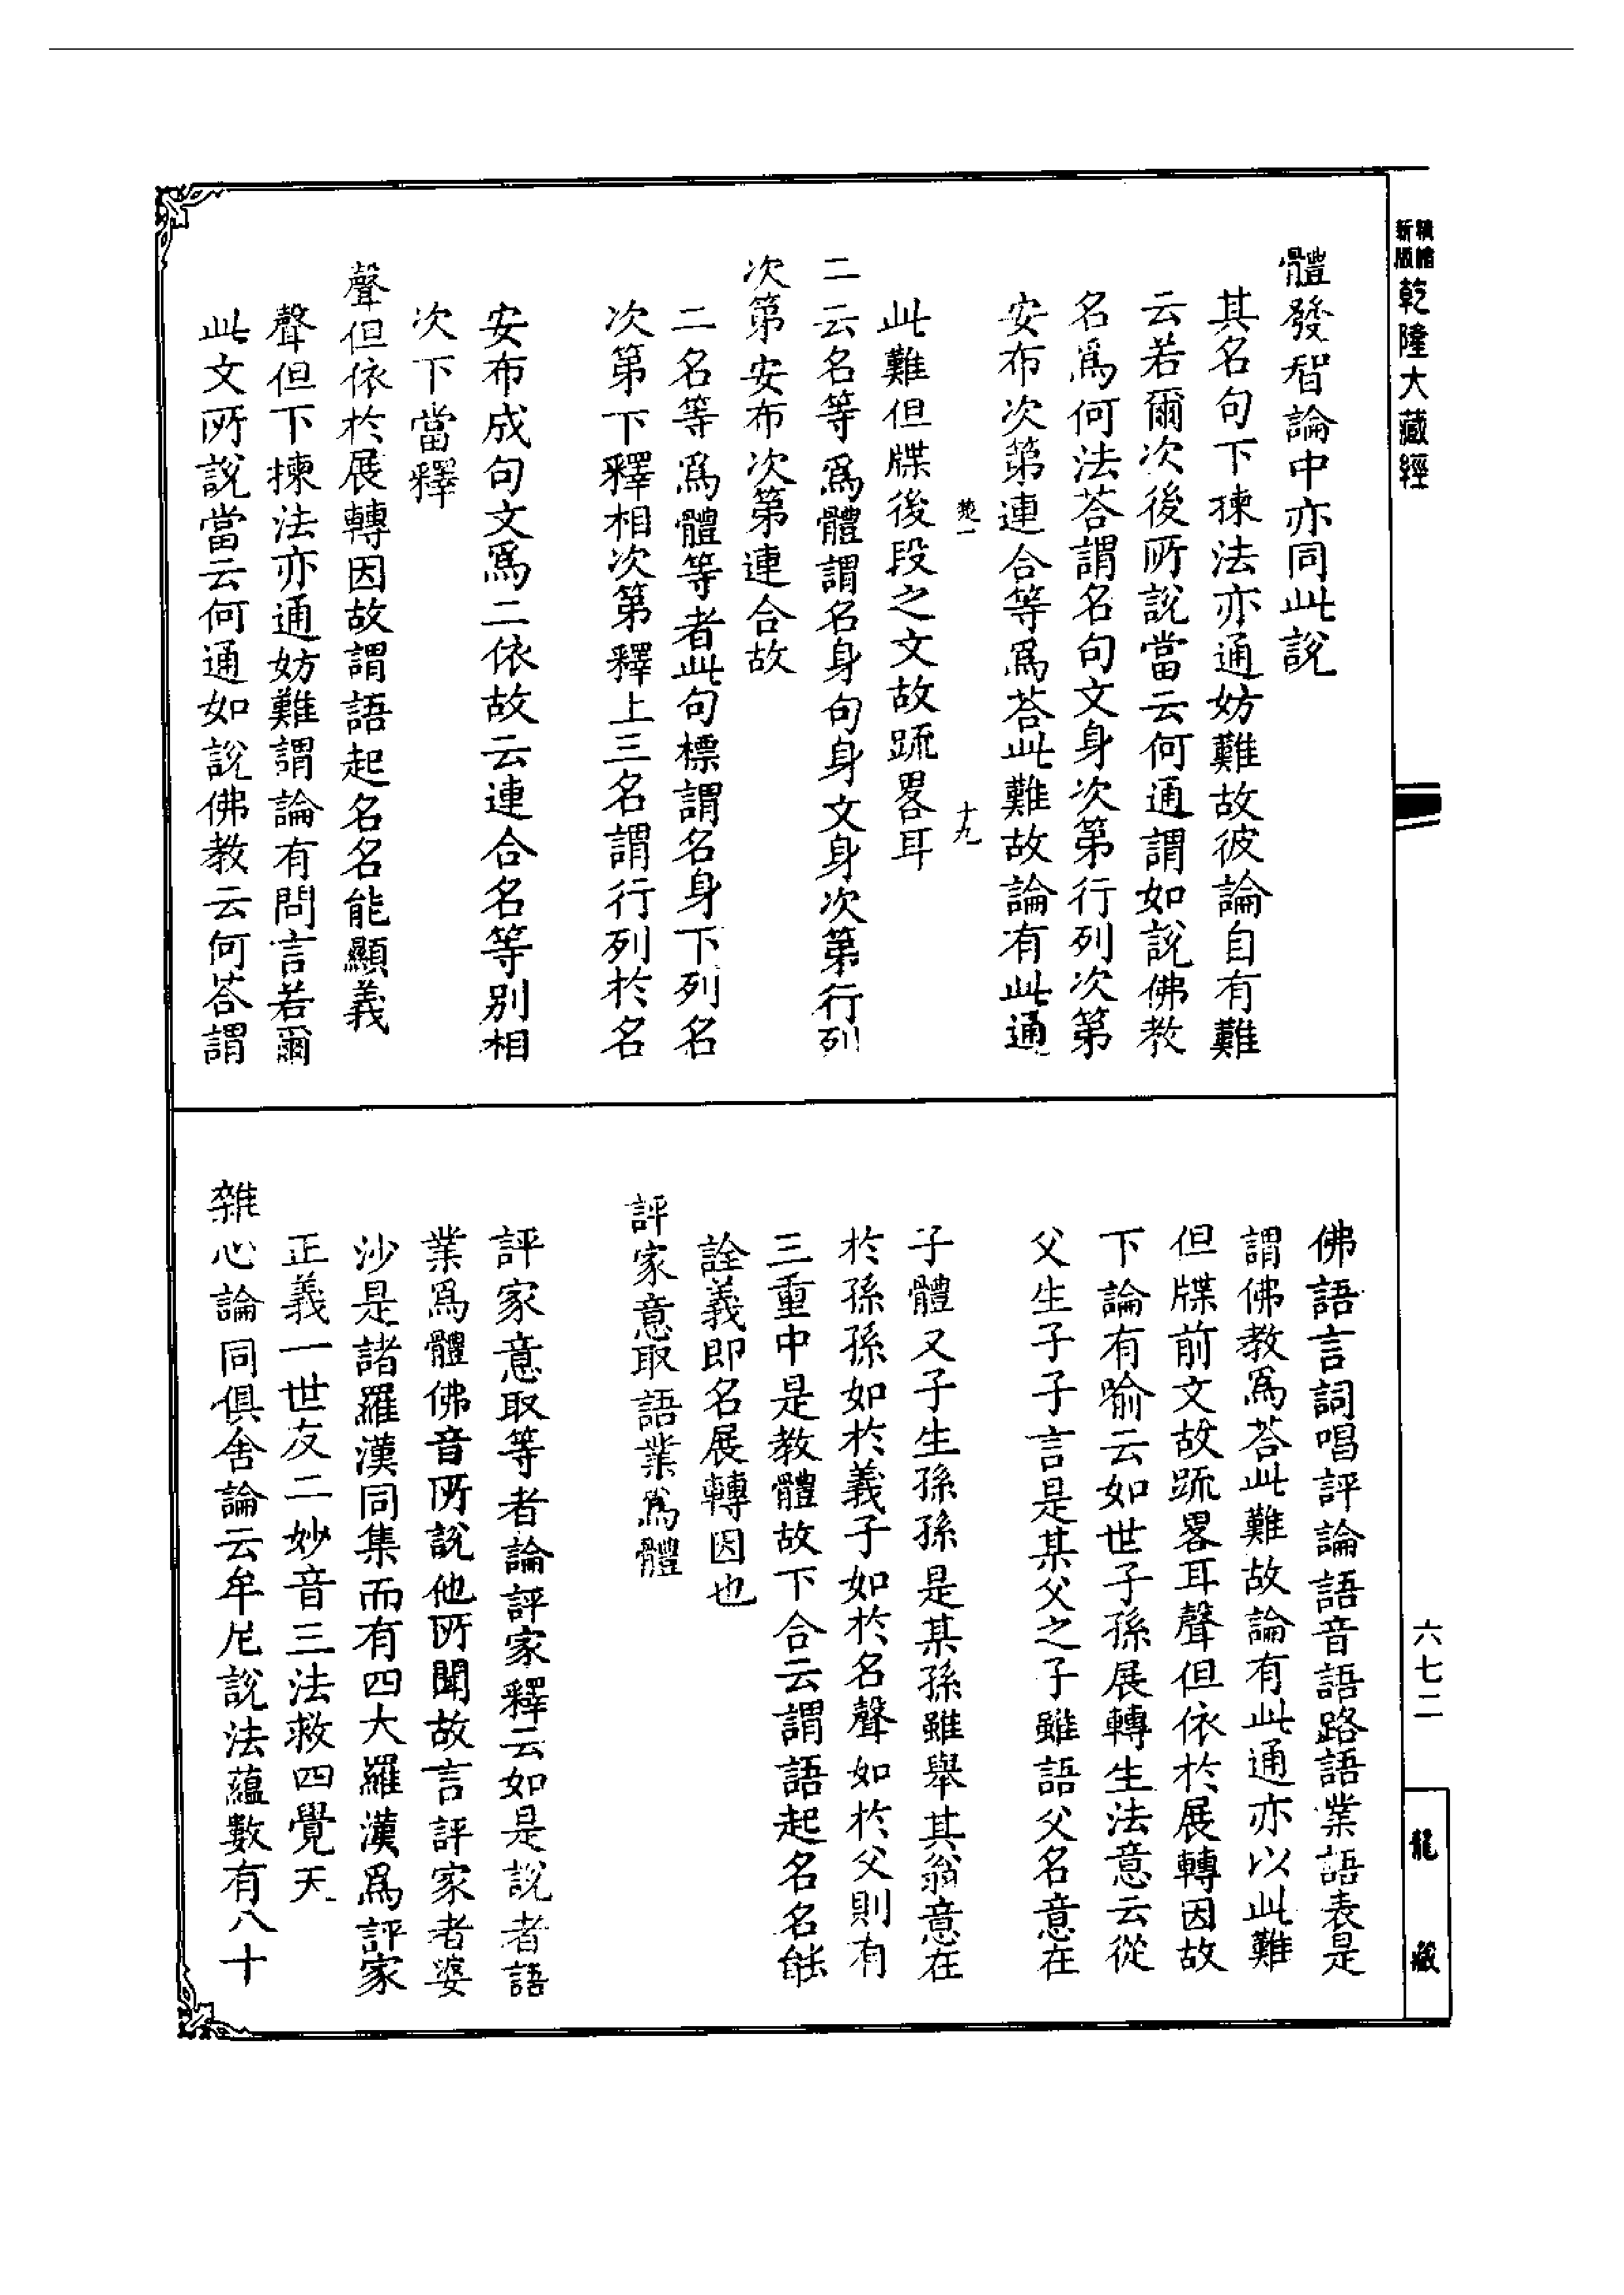 精縮
新版
乾隆大藏經
體發智論中亦同此說
其名句下揀法亦通妨難故彼論自有難
云若爾次後所說當云何通謂如說佛教
名爲何法荅謂名句文身次第行列次第
安布次第連合等爲荅此難故論有此通
楚一
十九
此難但牒後段之文故䟽畧耳
二云名等爲體謂名身句身文身次第行列
次第安布次第連合故
二名等爲體等者此句標謂名身下列名
次第下釋相次第釋上三名謂行列於名
安布成句文爲二依故云連合名等別相
次下當釋
聲但依於展轉因故謂語起名名能顯義
聲但下揀法亦通妨難謂論有問言若爾
此文所說當云何通如說佛教云何荅謂
佛語言詞唱評論語音語路語業語表是
謂佛教爲荅此難故論有此通亦以此難
但牒前文故䟽畧耳聲但依於展轉因故
下論有喻云如世子孫展轉生法意云從
父生子子言是某父之子雖語父名意在
子體又子生孫孫是某孫雖舉其翁意在
於孫孫如於義子如於名聲如於父則有
三重中是教體故下合云謂語起名名能
詮義即名展轉因也
評家意取語業爲體
評家意取等者論評家釋云如是說者語
業爲體佛音所說他所聞故言評家者婆
沙是諸羅漢同集而有四大羅漢爲評家
正義一世友二妙音三法救四覺天
雜心論同俱舍論云牟尼說法蘊數有八十
六七二
龍藏